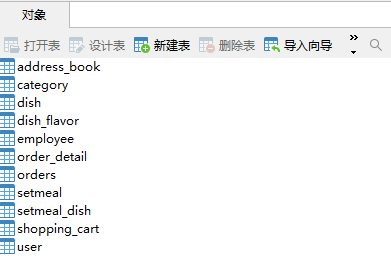 对象
打开表 设计表 新建表 删除表 导入向导
address_book
category
dish
dish_flavor
employee
order_detail
orders
setmeal
setmeal_dish
shopping_cart
user